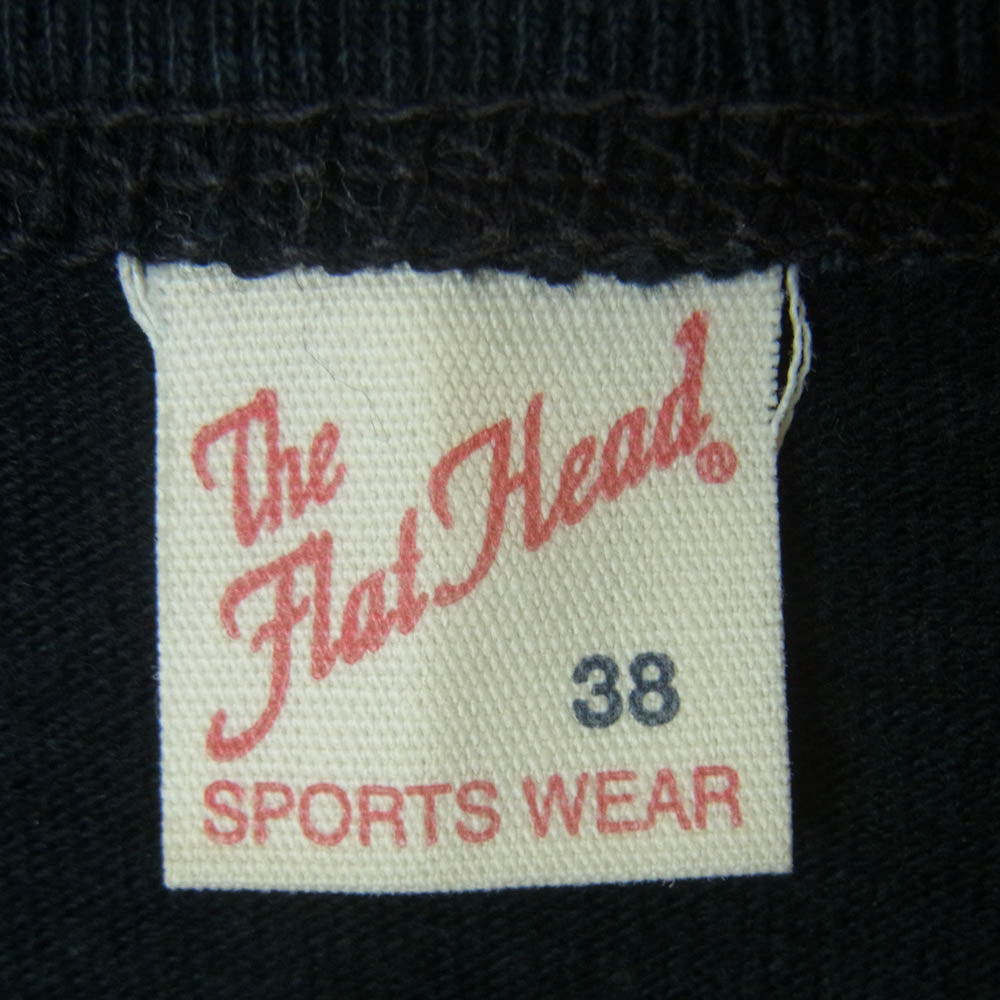 The
Flat Head®
38
SPORTS WEAR